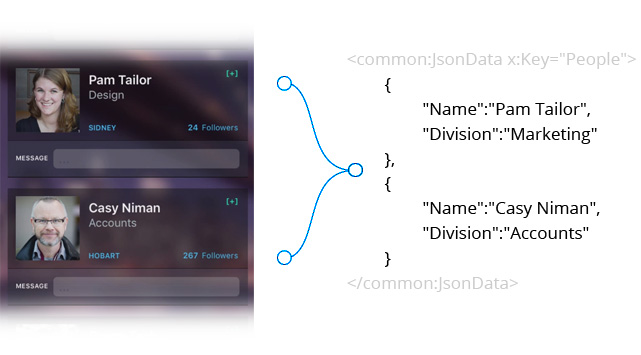 Pam Tailor
[+]
Design
SIDNEY
24 Followers
MESSAGE
Casy Niman
[+]
Accounts
HOBART
267 Followers
MESSAGE
<common:JsonData x:Key="People">
{
"Name":"Pam Tailor",
"Division":"Marketing"
},
{
"Name":"Casy Niman",
"Division":"Accounts"
}
</common:JsonData>